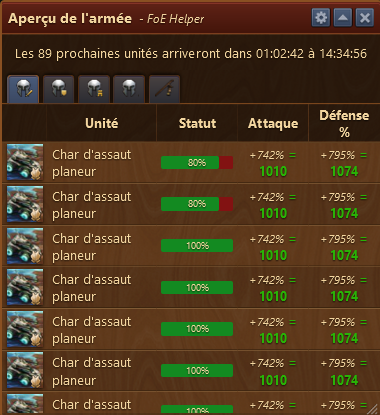 Aperçu de l'armée - FoE Helper
Les 89 prochaines unités arriveront dans 01:02:42 à 14:34:56
Unité Statut Attaque Défense %
Char d'assaut planeur 80% +742% = 1010 +795% = 1074
Char d'assaut planeur 80% +742% = 1010 +795% = 1074
Char d'assaut planeur 100% +742% = 1010 +795% = 1074
Char d'assaut planeur 100% +742% = 1010 +795% = 1074
Char d'assaut planeur 100% +742% = 1010 +795% = 1074
Char d'assaut planeur 100% +742% = 1010 +795% = 1074
Char d'assaut 100% +742% = +795% =